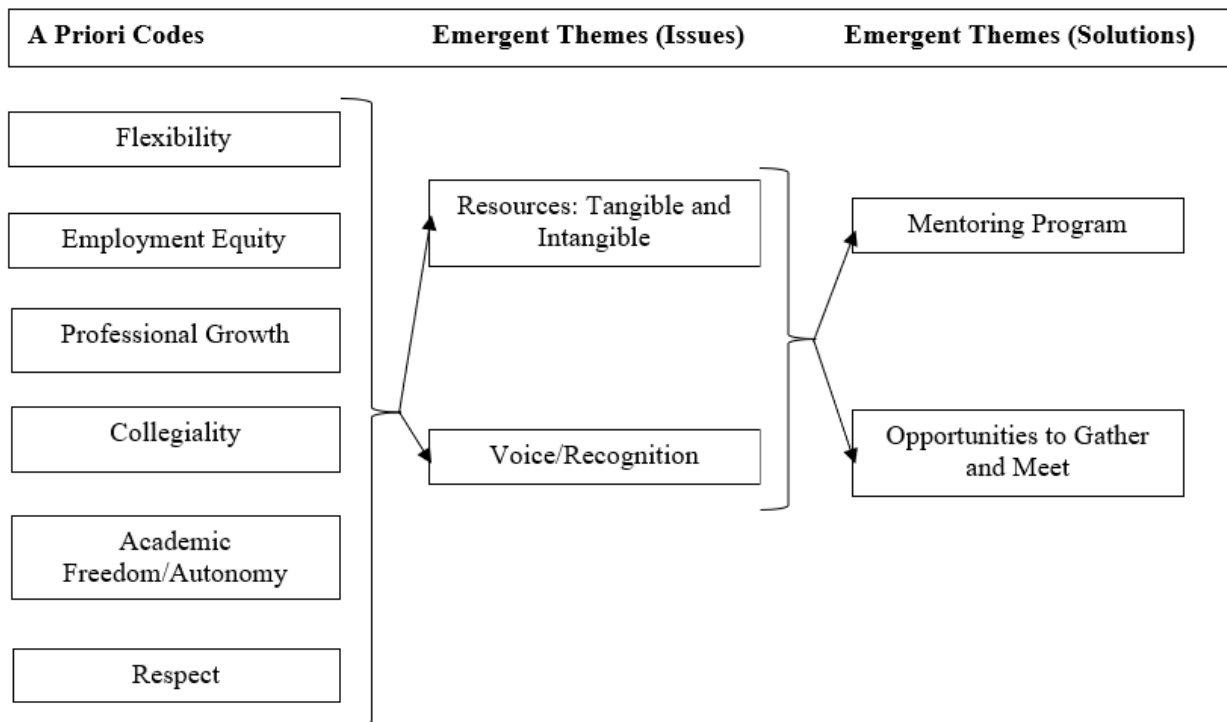 A Priori Codes
Emergent Themes (Issues)
Emergent Themes (Solutions)
Flexibility
Employment Equity
Professional Growth
Collegiality
Academic
Freedom/Autonomy
Respect
Resources: Tangible and
Intangible
Voice/Recognition
Mentoring Program
Opportunities to Gather
and Meet